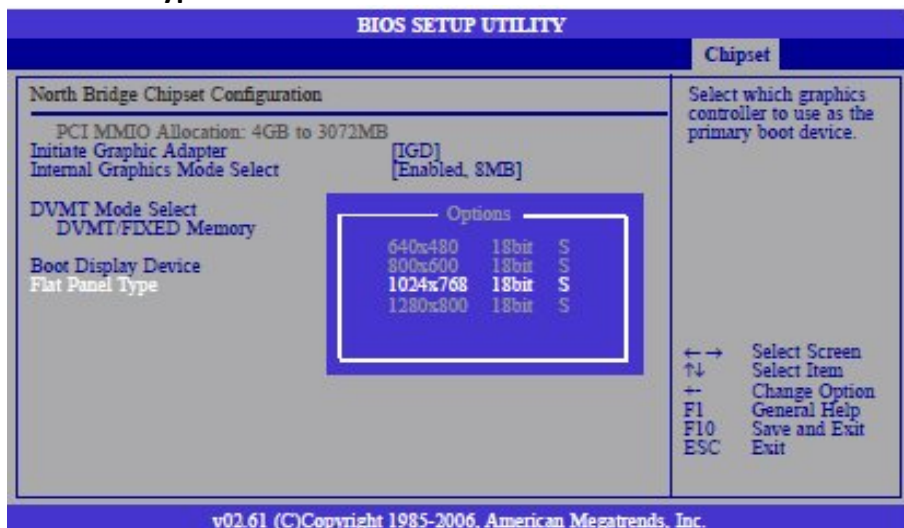 BIOS SETUP UTILITY
Chipset
North Bridge Chipset Configuration
PCI MMIO Allocation: 4GB to 3072MB
Initiate Graphic Adapter [IGD]
Internal Graphics Mode Select [Enabled, 8MB]
DVMT Mode Select
DVMT/FIXED Memory
Boot Display Device
Flat Panel Type
Options
640x480 18bit S
800x600 18bit S
1024x768 18bit S
1280x800 18bit S
Select which graphics
controller to use as the
primary boot device.
←→ Select Screen
↑↓ Select Item
+- Change Option
F1 General Help
F10 Save and Exit
ESC Exit
v02.61 (C)Copyright 1985-2006, American Megatrends, Inc.